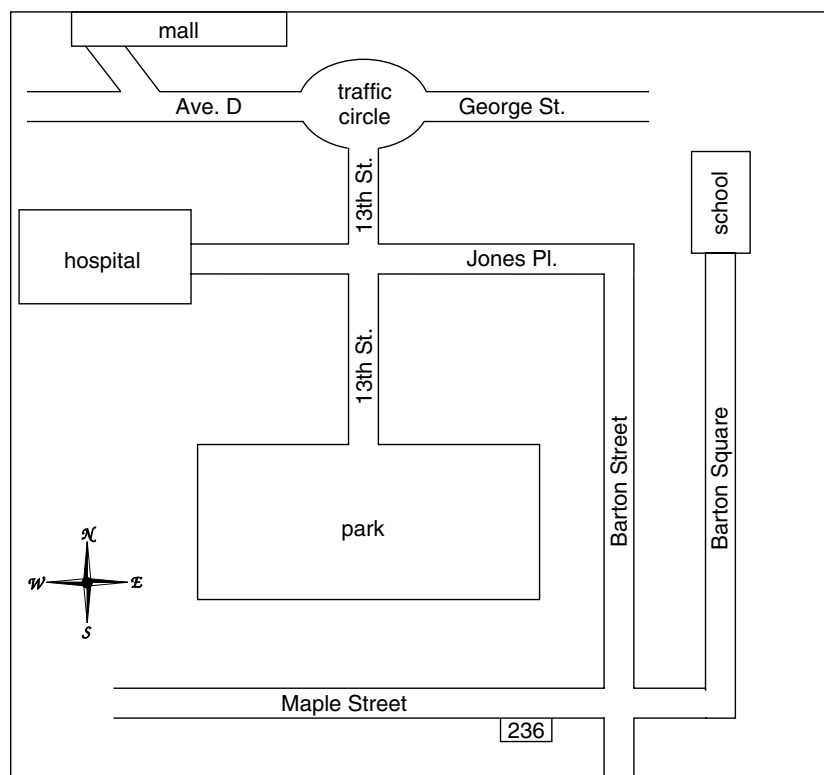 mall
Ave. D
traffic
circle
George St.
13th St.
school
hospital
Jones Pl.
13th St.
Barton Street
Barton Square
park
N
W
E
S
Maple Street
236